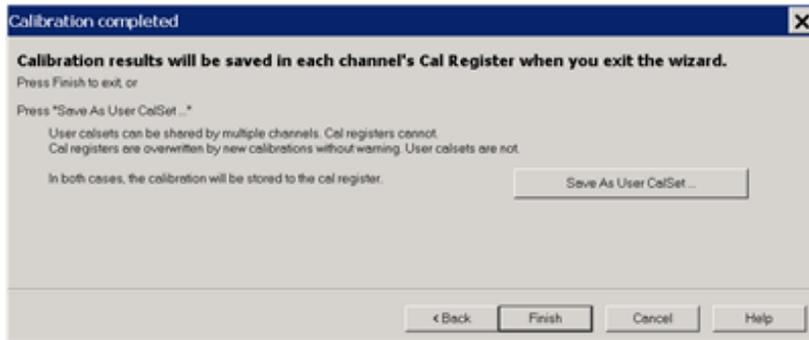 Calibration completed
Calibration results will be saved in each channel's Cal Register when you exit the wizard.
Press Finish to exit, or
Press "Save As User CalSet..."
User calsets can be shared by multiple channels. Cal registers cannot.
Cal registers are overwritten by new calibrations without warning. User calsets are not.
In both cases, the calibration will be stored to the cal register.
Save As User CalSet...
< Back
Finish
Cancel
Help